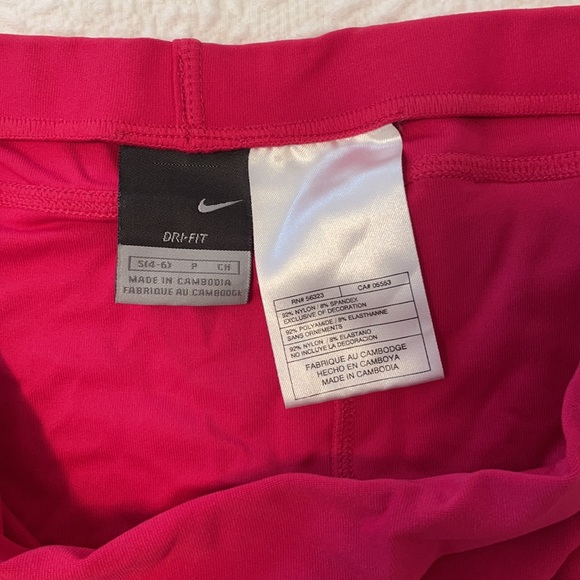 DRI-FIT
S(4-6) P CH
MADE IN CAMBODIA
FABRIQUE AU CAMBODGE
RN# 56323 CA# 05553
92% NYLON / 8% SPANDEX
EXCLUSIVE OF DECORATION
92% POLYAMIDE / 8% ELASTHANNE
SANS ORNEMENTS
92% NYLON / 8% ELASTANO
NO INCLUYE LA DECORACION
FABRIQUE AU CAMBODGE
HECHO EN CAMBOYA
MADE IN CAMBODIA